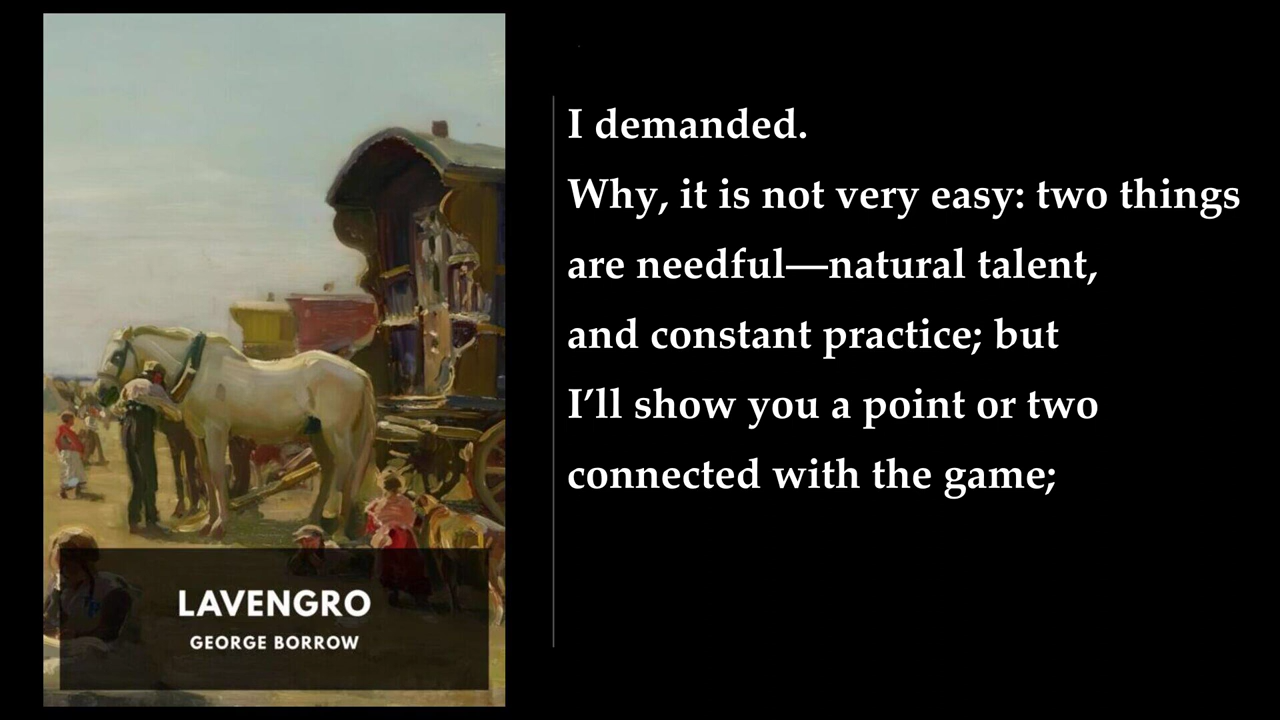 LAVENGRO
GEORGE BORROW
I demanded.
Why, it is not very easy: two things
are needful—natural talent,
and constant practice; but
I’ll show you a point or two
connected with the game;